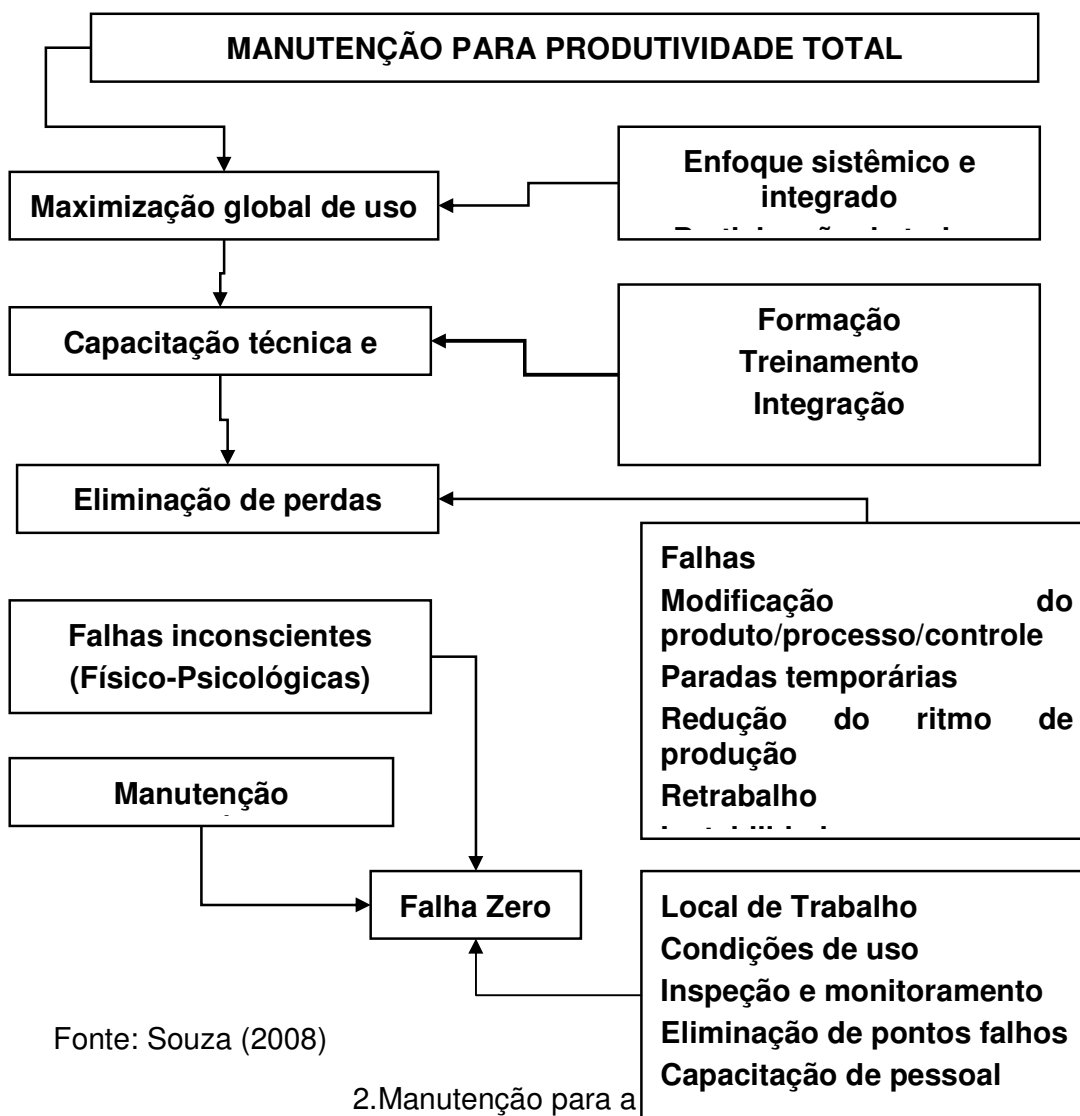 MANUTENÇÃO PARA PRODUTIVIDADE TOTAL
Enfoque sistêmico e
integrado
Maximização global de uso
Capacitação técnica e
Formação
Treinamento
Integração
Eliminação de perdas
Falhas
Modificação do
produto/processo/controle
Paradas temporárias
Redução do ritmo de
produção
Retrabalho
Falhas inconscientes
(Físico-Psicológicas)
Manutenção
Falha Zero
Local de Trabalho
Condições de uso
Inspeção e monitoramento
Eliminação de pontos falhos
Capacitação de pessoal
Fonte: Souza (2008)
2.Manutenção para a